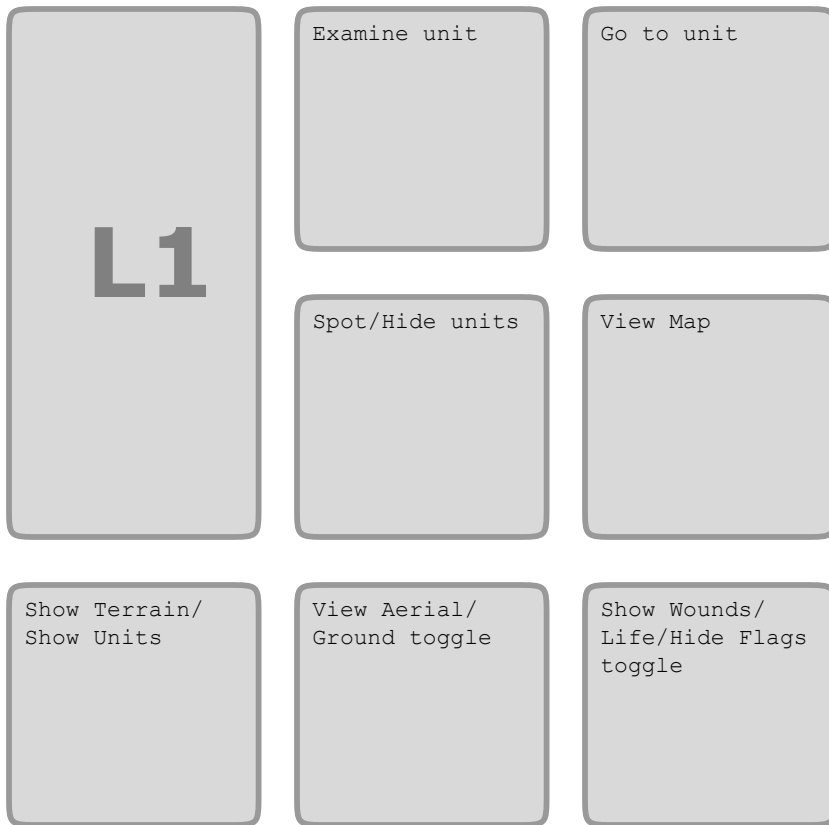 L1
Examine unit
Go to unit
Spot/Hide units
View Map
Show Terrain/
Show Units
View Aerial/
Ground toggle
Show Wounds/
Life/Hide Flags
toggle